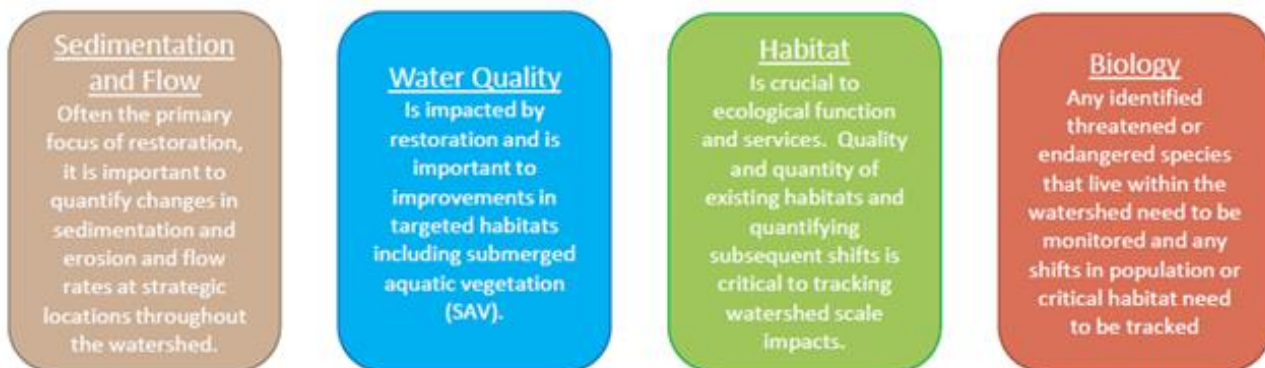 Sedimentation
and Flow
Often the primary
focus of restoration,
it is important to
quantify changes in
sedimentation and
erosion and flow
rates at strategic
locations throughout
the watershed.
Water Quality
Is impacted by
restoration and is
important to
improvements in
targeted habitats
including submerged
aquatic vegetation
(SAV).
Habitat
Is crucial to
ecological function
and services. Quality
and quantity of
existing habitats and
quantifying
subsequent shifts is
critical to tracking
watershed scale
impacts.
Biology
Any identified
threatened or
endangered species
that live within the
watershed need to be
monitored and any
shifts in population or
critical habitat need
to be tracked